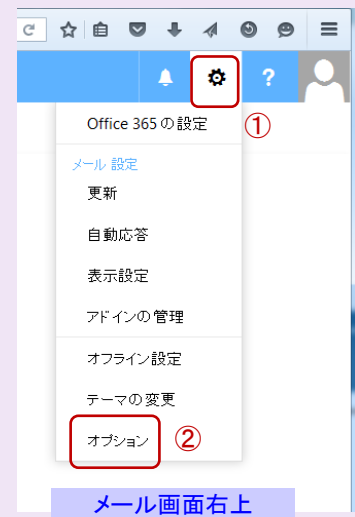 ?
Office 365 の設定
①
メール 設定
更新
自動応答
表示設定
アドインの管理
オフライン設定
テーマの変更
オプション
②
メール画面右上